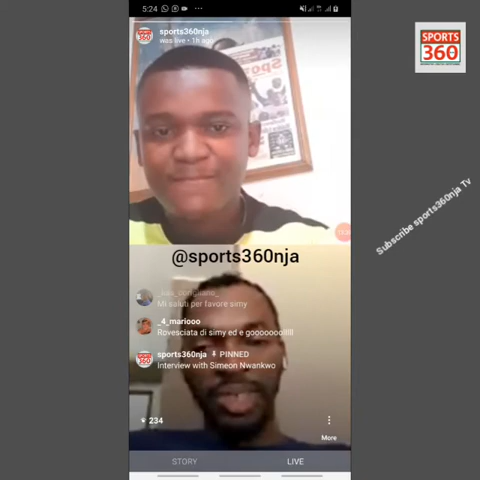 5:24
sports360nja
was live • 1h ago
SPORTS
360
Subscribe sports360nja Tv
@sports360nja
Mi saluti per favore simy
_4_mariooo
Rovesciata di simy ed e gooooooolllll
sports360nja PINNED
Interview with Simeon Nwankwo
234
More
STORY LIVE